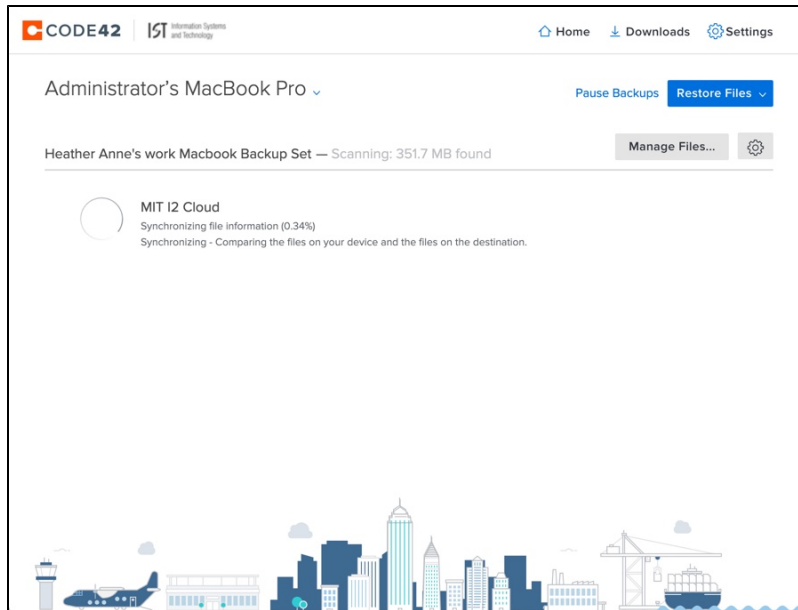 CODE42 IST Information Systems and Technology Home Downloads Settings
Administrator's MacBook Pro Pause Backups Restore Files
Heather Anne's work Macbook Backup Set — Scanning: 351.7 MB found Manage Files...
MIT I2 Cloud
Synchronizing file information (0.34%)
Synchronizing - Comparing the files on your device and the files on the destination.